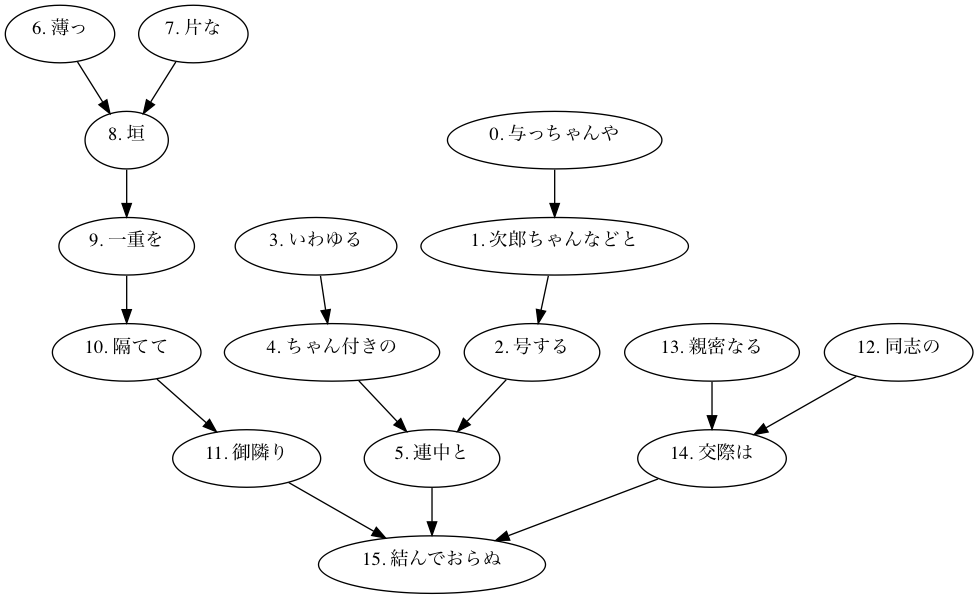 6. 薄っ
7. 片な
8. 垣
0. 与っちゃんや
9. 一重を
3. いわゆる
1. 次郎ちゃんなどと
10. 隔てて
4. ちゃん付きの
2. 号する
13. 親密なる
12. 同志の
11. 御隣り
5. 連中と
14. 交際は
15. 結んでおらぬ